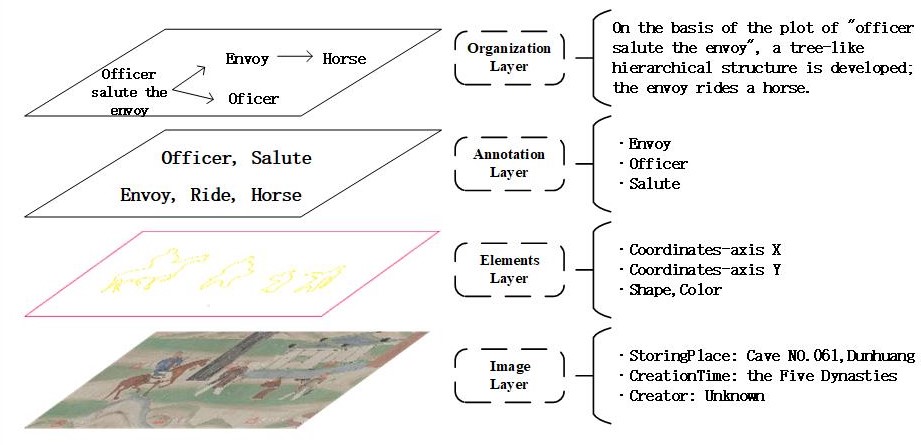 Officer
salute the
envoy
Envoy
Horse
Oficer
Organization
Layer
On the basis of the plot of "officer
salute the envoy", a tree-like
hierarchical structure is developed;
the envoy rides a horse.
Officer, Salute
Envoy, Ride, Horse
Annotation
Layer
·Envoy
·Officer
·Salute
Elements
Layer
·Coordinates-axis X
·Coordinates-axis Y
·Shape,Color
Image
Layer
·StoringPlace: Cave NO.061,Dunhuang
·CreationTime: the Five Dynasties
·Creator: Unknown